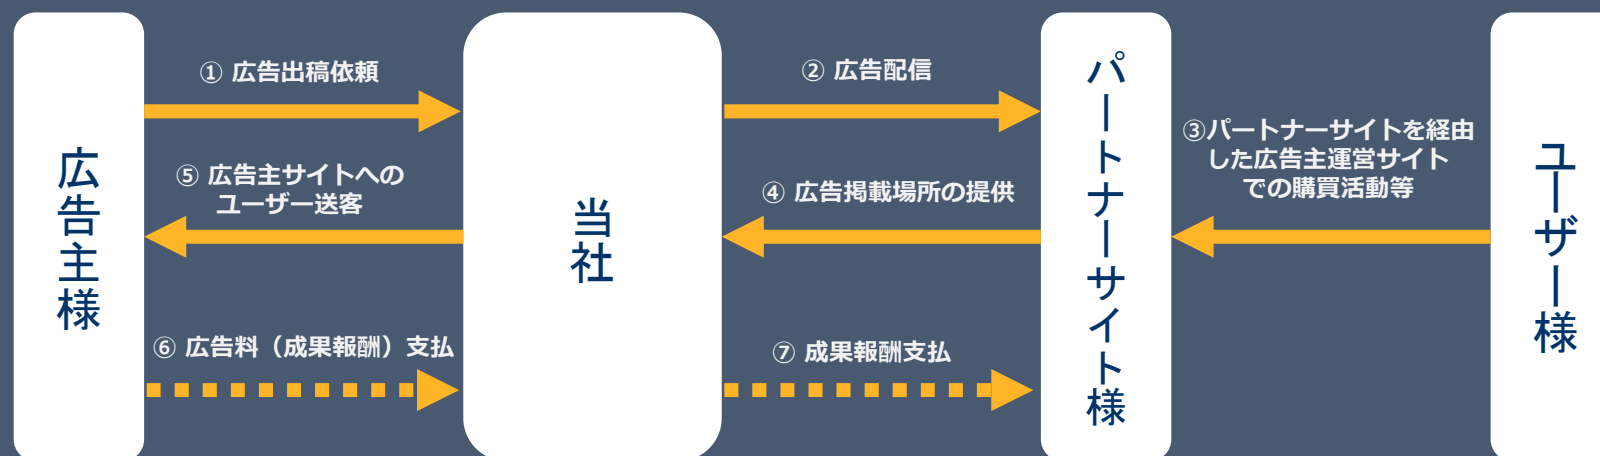 広告主様
① 広告出稿依頼
⑤ 広告主サイトへの
ユーザー送客
⑥ 広告料（成果報酬）支払
当社
② 広告配信
④ 広告掲載場所の提供
⑦ 成果報酬支払
パートナーサイト様
③パートナーサイトを経由
した広告主運営サイト
での購買活動等
ユーザー様